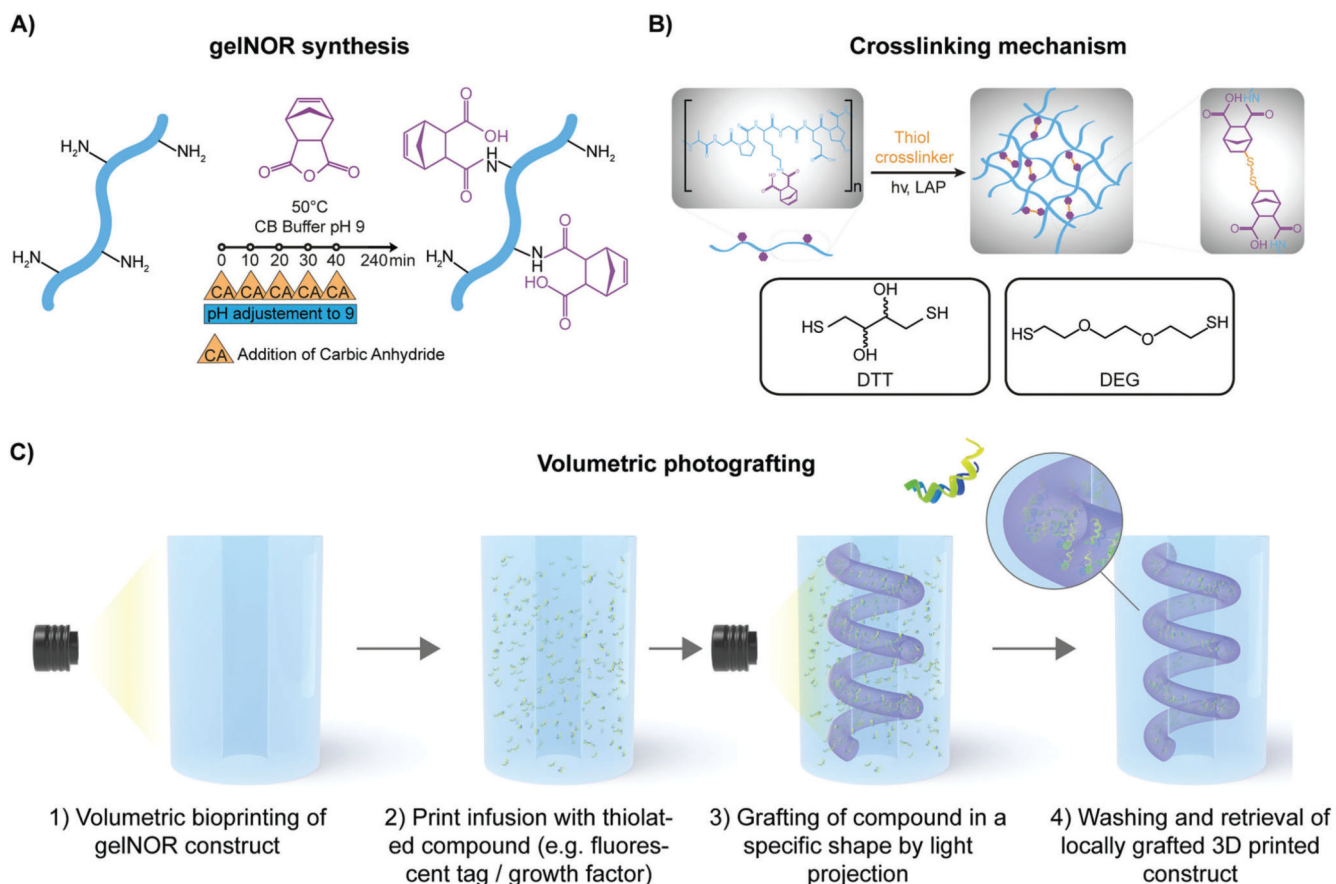 A)
gelNOR synthesis
H₂N
NH₂
H₂N
NH₂
O
O
O
50°C
CB Buffer pH 9
0 10 20 30 40 240 min
CA CA CA CA CA
pH adjustement to 9
CA Addition of Carbic Anhydride
O
OH
O
H
N
NH₂
H₂N
N
H
O
HO
O
B)
Crosslinking mechanism
n
Thiol
crosslinker
hv, LAP
OH
HN
O
O
S
S
O
O
OH
HN
OH
HS
SH
OH
DTT
HS
O
O
SH
DEG
C)
Volumetric photografting
1) Volumetric bioprinting of
gelNOR construct
2) Print infusion with thiolat-
ed compound (e.g. fluores-
cent tag / growth factor)
3) Grafting of compound in a
specific shape by light
projection
4) Washing and retrieval of
locally grafted 3D printed
construct